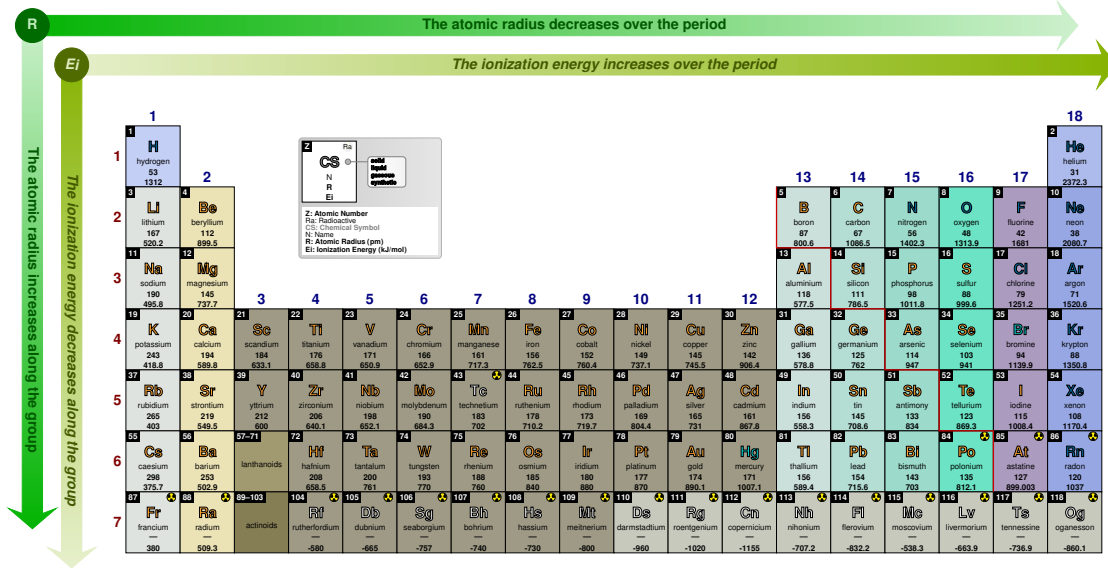 R
The atomic radius decreases over the period
Ei
The ionization energy increases over the period
The atomic radius increases along the group
The ionization energy decreases along the group
1
18
2
13 14 15 16 17
3 4 5 6 7 8 9 10 11 12
Z
Ra
CS
N
R
Ei
solid
liquid
gaseous
synthetic
Z: Atomic Number
Ra: Radioactive
CS: Chemical Symbol
N: Name
R: Atomic Radius (pm)
Ei: Ionization Energy (kJ/mol)
1
1 H hydrogen 53 1312
2 He helium 31 2372.3
2
3 Li lithium 167 520.2
4 Be beryllium 112 899.5
5 B boron 87 800.6
6 C carbon 67 1086.5
7 N nitrogen 56 1402.3
8 O oxygen 48 1313.9
9 F fluorine 42 1681
10 Ne neon 38 2080.7
3
11 Na sodium 190 495.8
12 Mg magnesium 145 737.7
13 Al aluminium 118 577.5
14 Si silicon 111 786.5
15 P phosphorus 98 1011.8
16 S sulfur 88 999.6
17 Cl chlorine 79 1251.2
18 Ar argon 71 1520.6
4
19 K potassium 243 418.8
20 Ca calcium 194 589.8
21 Sc scandium 184 633.1
22 Ti titanium 176 658.8
23 V vanadium 171 650.9
24 Cr chromium 166 652.9
25 Mn manganese 161 717.3
26 Fe iron 156 762.5
27 Co cobalt 152 760.4
28 Ni nickel 149 737.1
29 Cu copper 145 745.5
30 Zn zinc 142 906.4
31 Ga gallium 136 578.8
32 Ge germanium 125 762
33 As arsenic 114 947
34 Se selenium 103 941
35 Br bromine 94 1139.9
36 Kr krypton 88 1350.8
5
37 Rb rubidium 265 403
38 Sr strontium 219 549.5
39 Y yttrium 212 600
40 Zr zirconium 206 640.1
41 Nb niobium 198 652.1
42 Mo molybdenum 190 684.3
43 Tc technetium 183 702
44 Ru ruthenium 178 710.2
45 Rh rhodium 173 719.7
46 Pd palladium 169 804.4
47 Ag silver 165 731
48 Cd cadmium 161 867.8
49 In indium 156 558.3
50 Sn tin 145 708.6
51 Sb antimony 133 834
52 Te tellurium 123 869.3
53 I iodine 115 1008.4
54 Xe xenon 108 1170.4
6
55 Cs caesium 298 375.7
56 Ba barium 253 502.9
57–71 lanthanoids
72 Hf hafnium 208 658.5
73 Ta tantalum 200 761
74 W tungsten 193 770
75 Re rhenium 188 760
76 Os osmium 185 840
77 Ir iridium 180 880
78 Pt platinum 177 870
79 Au gold 174 890.1
80 Hg mercury 171 1007.1
81 Tl thallium 156 589.4
82 Pb lead 154 715.6
83 Bi bismuth 143 703
84 Po polonium 135 812.1
85 At astatine 127 899.003
86 Rn radon 120 1037
7
87 Fr francium — 380
88 Ra radium — 509.3
89–103 actinoids
104 Rf rutherfordium — -580
105 Db dubnium — -665
106 Sg seaborgium — -757
107 Bh bohrium — -740
108 Hs hassium — -730
109 Mt meitnerium — -800
110 Ds darmstadtium — -960
111 Rg roentgenium — -1020
112 Cn copernicium — -1155
113 Nh nihonium — -707.2
114 Fl flerovium — -832.2
115 Mc moscovium — -538.3
116 Lv livermorium — -663.9
117 Ts tennessine — -736.9
118 Og oganesson — -860.1